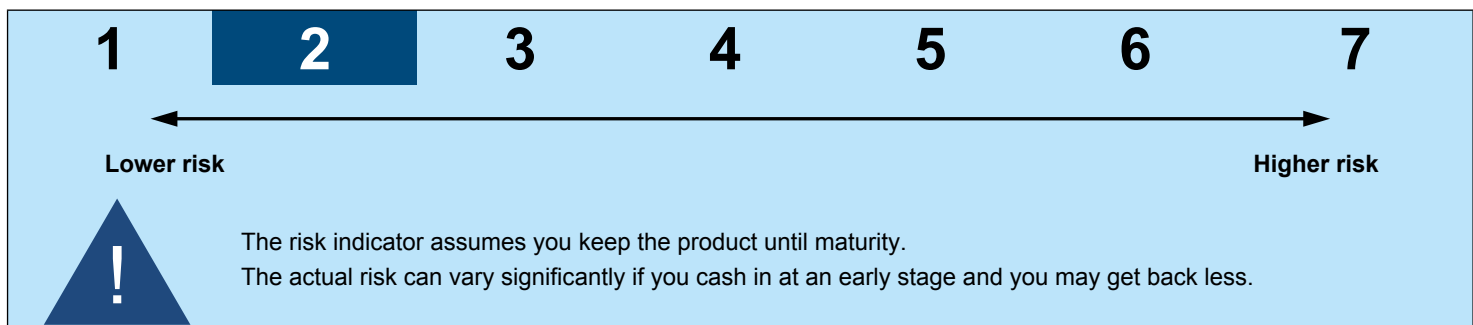 1 2 3 4 5 6 7
Lower risk Higher risk
!
The risk indicator assumes you keep the product until maturity.
The actual risk can vary significantly if you cash in at an early stage and you may get back less.